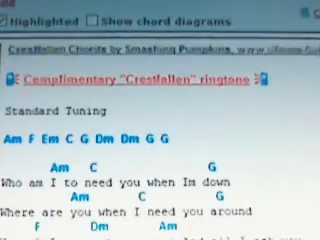 Highlighted Show chord diagrams
Crestfallen Chords by Smashing Pumpkins,
Complimentary "Crestfallen" ringtone
Standard Tuning
Am F Em C G Dm Dm G G
Am C G
Who am I to need you when Im down
Am C G
Where are you when I need you around
F Dm Am